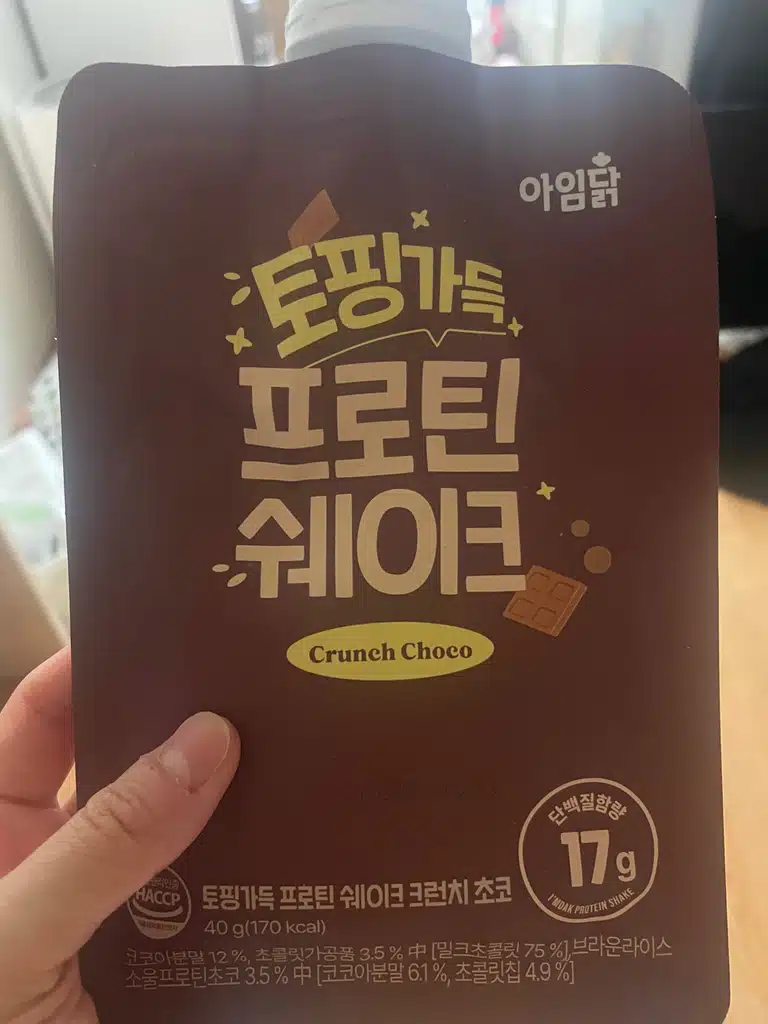 아임닭
토핑가득
프로틴
쉐이크
Crunch Choco
단백질함량
17g
I'MDAK PROTEIN SHAKE
HACCP
토핑가득 프로틴 쉐이크 크런치 초코
40 g(170 kcal)
코코아분말 12 %, 초콜릿가공품 3.5 % 中 [밀크초콜릿 75 %], 브라운라이스
소울프로틴초코 3.5 % 中 [코코아분말 6.1 %, 초콜릿칩 4.9 %]